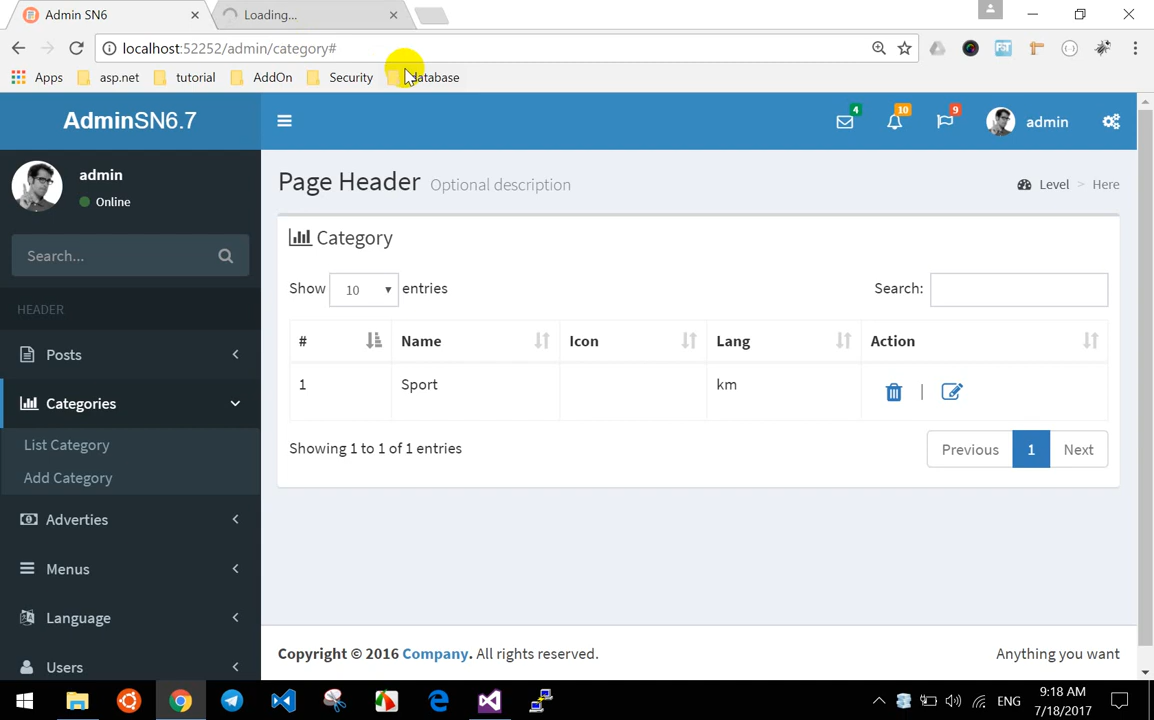 Admin SN6
Loading...
localhost:52252/admin/category#
Apps asp.net tutorial AddOn Security database
AdminSN6.7
4 10 9 admin
admin
Online
Search...
HEADER
Posts
Categories
List Category
Add Category
Adverties
Menus
Language
Users
Page Header Optional description
Level > Here
Category
Show 10 entries
Search:
# Name Icon Lang Action
1 Sport km |
Showing 1 to 1 of 1 entries
Previous 1 Next
Copyright © 2016 Company. All rights reserved.
Anything you want
ENG
9:18 AM
7/18/2017